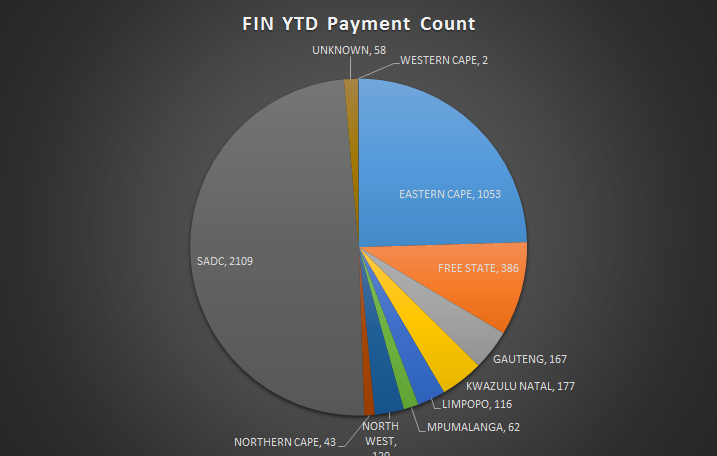 FIN YTD Payment Count
UNKNOWN, 58
WESTERN CAPE, 2
EASTERN CAPE, 1053
SADC, 2109
FREE STATE, 386
GAUTENG, 167
KWAZULU NATAL, 177
LIMPOPO, 116
MPUMALANGA, 62
NORTH
WEST,
NORTHERN CAPE, 43